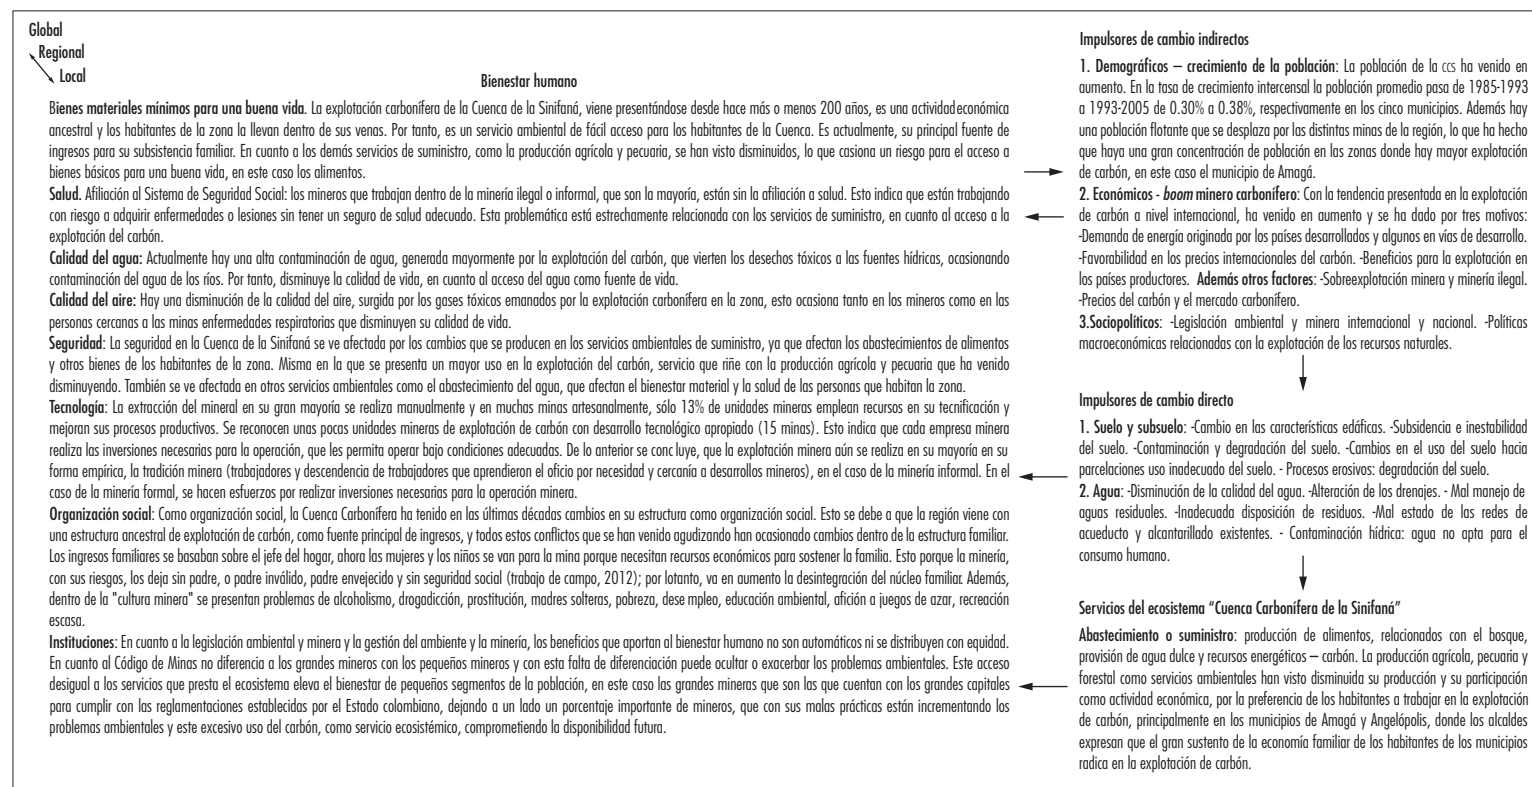 Global
Regional
Local
Bienestar humano
Bienes materiales mínimos para una buena vida. La explotación carbonífera de la Cuenca de la Sinifaná, viene presentándose desde hace más o menos 200 años, es una actividad económica
ancestral y los habitantes de la zona la llevan dentro de sus venas. Por tanto, es un servicio ambiental de fácil acceso para los habitantes de la Cuenca. Es actualmente, su principal fuente de
ingresos para su subsistencia familiar. En cuanto a los demás servicios de suministro, como la producción agrícola y pecuaria, se han visto disminuidos, lo que casiona un riesgo para el acceso a
bienes básicos para una buena vida, en este caso los alimentos.
Salud. Afiliación al Sistema de Seguridad Social: los mineros que trabajan dentro de la minería ilegal o informal, que son la mayoría, están sin la afiliación a salud. Esto indica que están trabajando
con riesgo a adquirir enfermedades o lesiones sin tener un seguro de salud adecuado. Esta problemática está estrechamente relacionada con los servicios de suministro, en cuanto al acceso a la
explotación del carbón.
Calidad del agua: Actualmente hay una alta contaminación de agua, generada mayormente por la explotación del carbón, que vierten los desechos tóxicos a las fuentes hídricas, ocasionando
contaminación del agua de los ríos. Por tanto, disminuye la calidad de vida, en cuanto al acceso del agua como fuente de vida.
Calidad del aire: Hay una disminución de la calidad del aire, surgida por los gases tóxicos emanados por la explotación carbonífera en la zona, esto ocasiona tanto en los mineros como en las
personas cercanas a las minas enfermedades respiratorias que disminuyen su calidad de vida.
Seguridad: La seguridad en la Cuenca de la Sinifaná se ve afectada por los cambios que se producen en los servicios ambientales de suministro, ya que afectan los abastecimientos de alimentos
y otros bienes de los habitantes de la zona. Misma en la que se presenta un mayor uso en la explotación del carbón, servicio que riñe con la producción agrícola y pecuaria que ha venido
disminuyendo. También se ve afectada en otros servicios ambientales como el abastecimiento del agua, que afectan el bienestar material y la salud de las personas que habitan la zona.
Tecnología: La extracción del mineral en su gran mayoría se realiza manualmente y en muchas minas artesanalmente, sólo 13% de unidades mineras emplean recursos en su tecnificación y
mejoran sus procesos productivos. Se reconocen unas pocas unidades mineras de explotación de carbón con desarrollo tecnológico apropiado (15 minas). Esto indica que cada empresa minera
realiza las inversiones necesarias para la operación, que les permita operar bajo condiciones adecuadas. De lo anterior se conc luye, que la explotación minera aún se realiza en su mayoría en su
forma empírica, la tradición minera (trabajadores y descendencia de trabajadores que aprendieron el oficio por necesidad y cercanía a desarrollos mineros), en el caso de la minería informal. En el
caso de la minería formal, se hacen esfuerzos por realizar inversiones necesarias para la operación minera.
Organización social: Como organización social, la Cuenca Carbonífera ha tenido en las últimas décadas cambios en su estructura como organización social. Esto se debe a que la región viene con
una estructura ancestral de explotación de carbón, como fuente principal de ingresos, y todos estos conflictos que se han venido agudizando han ocasionado cambios dentro de la estructura familiar.
Los ingresos familiares se basaban sobre el jefe del hogar, ahora las mujeres y los niños se van para la mina porque necesitan recursos económicos para sostener la familia. Esto porque la minería,
con sus riesgos, los deja sin padre, o padre inválido, padre envejecido y sin seguridad social (trabajo de campo, 2012); por lotanto, va en aumento la desintegración del núcleo familiar. Además,
dentro de la "cultura minera" se presentan problemas de alcoholismo, drogadicción, prostitución, madres solteras, pobreza, dese mpleo, educación ambiental, afición a juegos de azar, recreación
escasa.
Instituciones: En cuanto a la legislación ambiental y minera y la gestión del ambiente y la minería, los beneficios que aportan al bienestar humano no son automáticos ni se distribuyen con equidad.
En cuanto al Código de Minas no diferencia a los grandes mineros con los pequeños mineros y con esta falta de diferenciación puede ocultar o exacerbar los problemas ambientales. Este acceso
desigual a los servicios que presta el ecosistema eleva el bienestar de pequeños segmentos de la población, en este caso las grandes mineras que son las que cuentan con los grandes capitales
para cumplir con las reglamentaciones establecidas por el Estado colombiano, dejando a un lado un porcentaje importante de mineros, que con sus malas prácticas están incrementando los
problemas ambientales y este excesivo uso del carbón, como servicio ecosistémico, comprometiendo la disponibilidad futura.
Impulsores de cambio indirectos
1. Demográficos – crecimiento de la población: La población de la CCS ha venido en
aumento. En la tasa de crecimiento intercensal la población promedio pasa de 1985-1993
a 1993-2005 de 0.30% a 0.38%, respectivamente en los cinco municipios. Además hay
una población flotante que se desplaza por las distintas minas de la región, lo que ha hecho
que haya una gran concentración de población en las zonas donde hay mayor explotación
de carbón, en este caso el municipio de Amagá.
2. Económicos - boom minero carbonífero: Con la tendencia presentada en la explotación
de carbón a nivel internacional, ha venido en aumento y se ha dado por tres motivos:
-Demanda de energía originada por los países desarrollados y algunos en vías de desarrollo.
-Favorabilidad en los precios internacionales del carbón. -Beneficios para la explotación en
los países productores. Además otros factores: -Sobreexplotación minera y minería ilegal.
-Precios del carbón y el mercado carbonífero.
3.Sociopolíticos: -Legislación ambiental y minera internacional y nacional. -Políticas
macroeconómicas relacionadas con la explotación de los recursos naturales.
Impulsores de cambio directo
1. Suelo y subsuelo: -Cambio en las características edáficas. -Subsidencia e inestabilidad
del suelo. -Contaminación y degradación del suelo. -Cambios en el uso del suelo hacia
parcelaciones uso inadecuado del suelo. - Procesos erosivos: degradación del suelo.
2. Agua: -Disminución de la calidad del agua. -Alteración de los drenajes. - Mal manejo de
aguas residuales. -Inadecuada disposición de residuos. -Mal estado de las redes de
acueducto y alcantarillado existentes. - Contaminación hídrica: agua no apta para el
consumo humano.
Servicios del ecosistema “Cuenca Carbonífera de la Sinifaná”
Abastecimiento o suministro: producción de alimentos, relacionados con el bosque,
provisión de agua dulce y recursos energéticos – carbón. La producción agrícola, pecuaria y
forestal como servicios ambientales han visto disminuida su producción y su participación
como actividad económica, por la preferencia de los habitantes a trabajar en la explotación
de carbón, principalmente en los municipios de Amagá y Angelópolis, donde los alcaldes
expresan que el gran sustento de la economía familiar de los habitantes de los municipios
radica en la explotación de carbón.